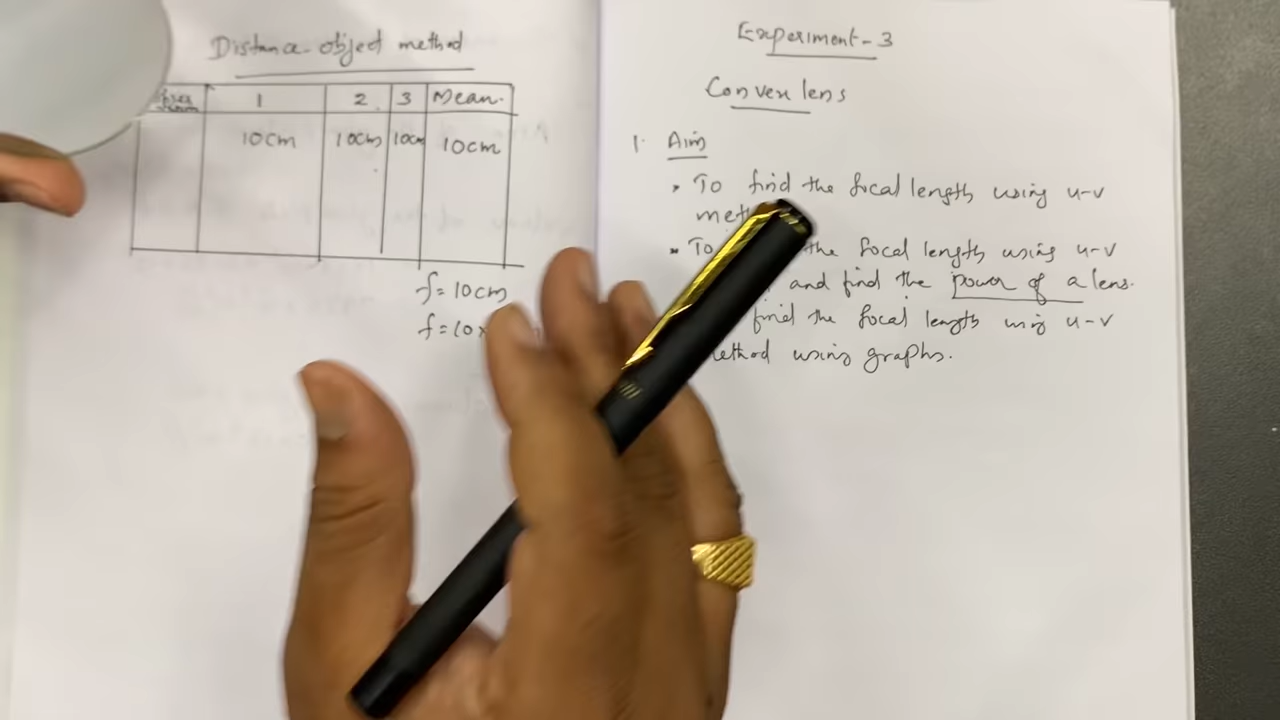 Distance-object method
1 2 3 Mean.
10cm 10cm 10cm 10cm
f= 10cm
f= 10x
Experiment-3
Convex lens
1. Aim
• To find the focal length using u-v
• To the focal length using u-v
and find the power of a lens.
find the focal length using u-v
using graphs.